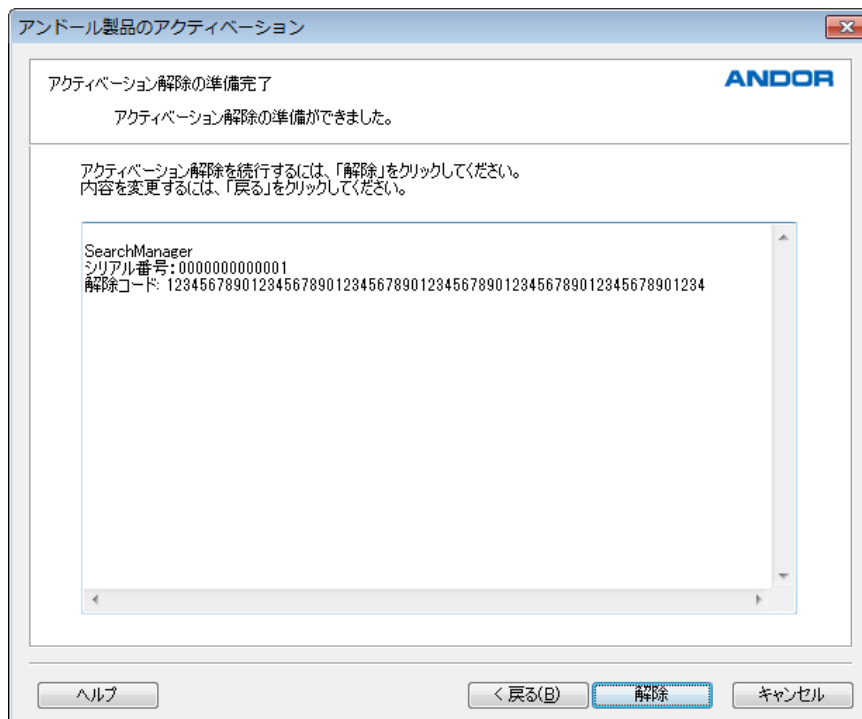 アンドール製品のアクティベーション
アクティベーション解除の準備完了
ANDOR
アクティベーション解除の準備ができました。
アクティベーション解除を続行するには、「解除」をクリックしてください。
内容を変更するには、「戻る」をクリックしてください。
SearchManager
シリアル番号：0000000000001
解除コード: 123456789012345678901234567890123456789012345678901234
ヘルプ
< 戻る(B)
解除
キャンセル